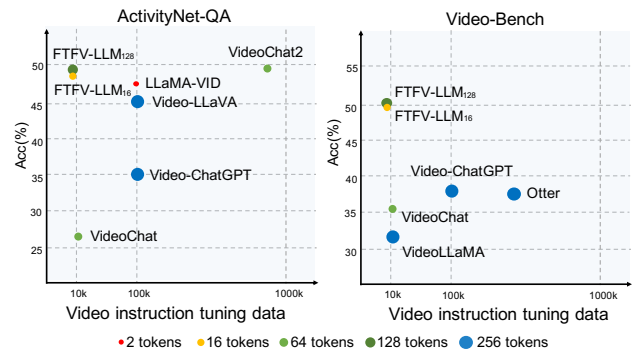 ActivityNet-QA
Acc(%)
50
45
40
35
30
25
10k
100k
1000k
FTFV-LLM128
FTFV-LLM16
LLaMA-VID
VideoChat2
Video-LLaVA
Video-ChatGPT
VideoChat
Video instruction tuning data
Video-Bench
Acc(%)
55
50
45
40
35
30
10k
100k
1000k
FTFV-LLM128
FTFV-LLM16
Video-ChatGPT
Otter
VideoChat
VideoLLaMA
Video instruction tuning data
2 tokens
16 tokens
64 tokens
128 tokens
256 tokens